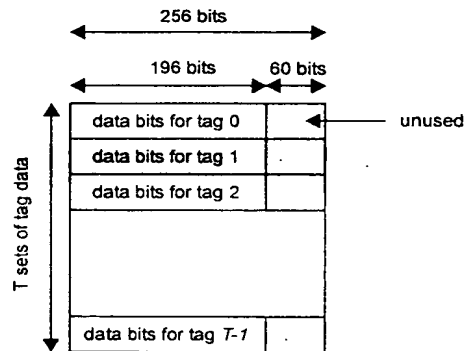 256 bits
196 bits 60 bits
data bits for tag 0 unused
data bits for tag 1
data bits for tag 2
T sets of tag data
data bits for tag T-1